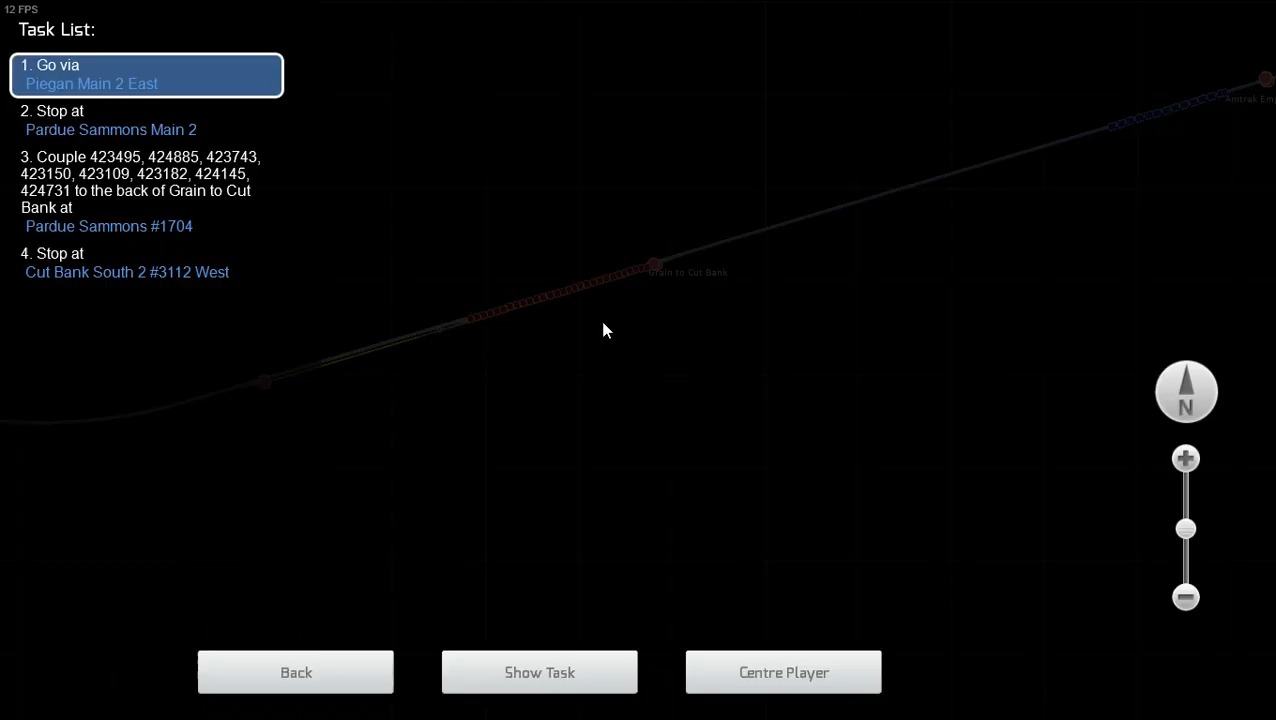 12 FPS
Task List:
1. Go via
Piegan Main 2 East
2. Stop at
Pardue Sammons Main 2
3. Couple 423495, 424885, 423743,
423150, 423109, 423182, 424145,
424731 to the back of Grain to Cut
Bank at
Pardue Sammons #1704
4. Stop at
Cut Bank South 2 #3112 West
Amtrak Emp
Grain to Cut Bank
N
Back
Show Task
Centre Player